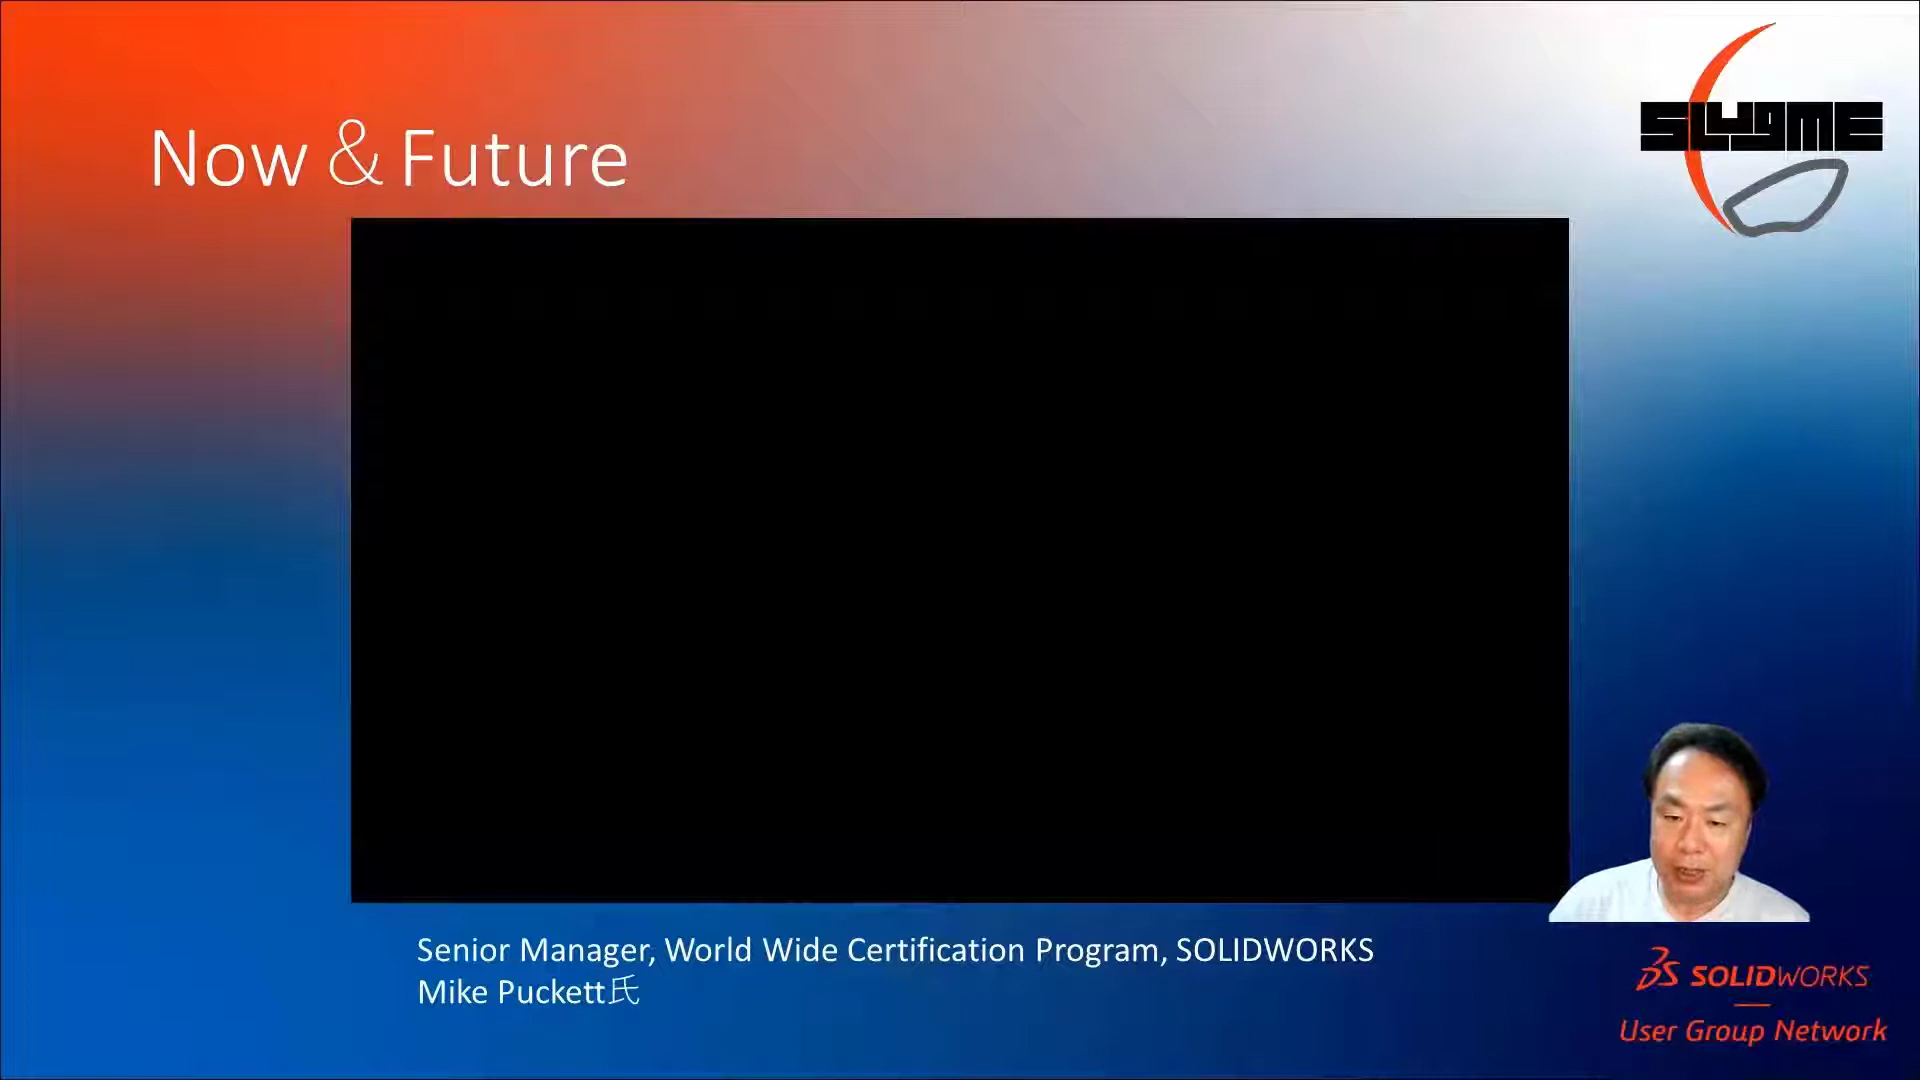 Now & Future
SLUGME
Senior Manager, World Wide Certification Program, SOLIDWORKS
Mike Puckett氏
SOLIDWORKS
User Group Network